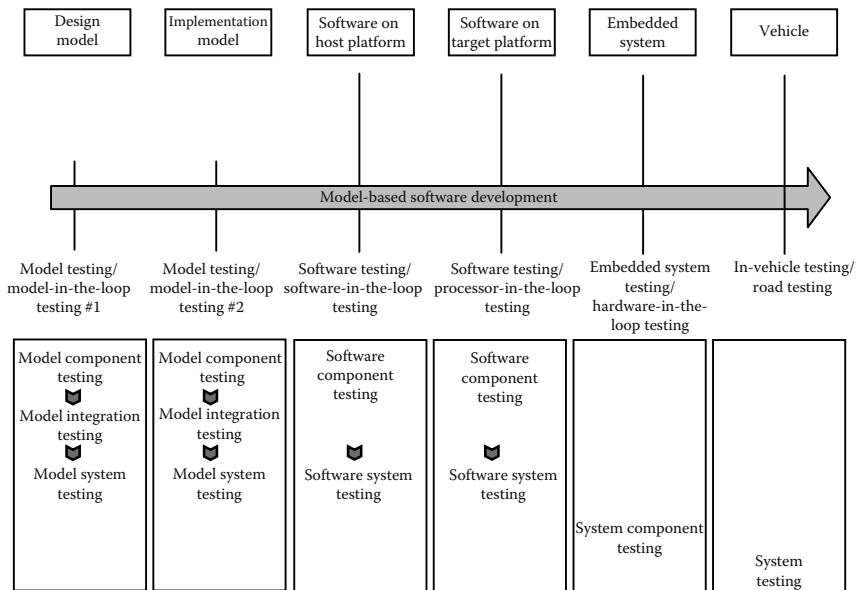 Design
model
Implementation
model
Software on
host platform
Software on
target platform
Embedded
system
Vehicle
Model-based software development
Model testing/
model-in-the-loop
testing #1
Model testing/
model-in-the-loop
testing #2
Software testing/
software-in-the-loop
testing
Software testing/
processor-in-the-loop
testing
Embedded system
testing/
hardware-in-the-
loop testing
In-vehicle testing/
road testing
Model component
testing
Model integration
testing
Model system
testing
Model component
testing
Model integration
testing
Model system
testing
Software
component
testing
Software system
testing
Software
component
testing
Software system
testing
System component
testing
System
testing